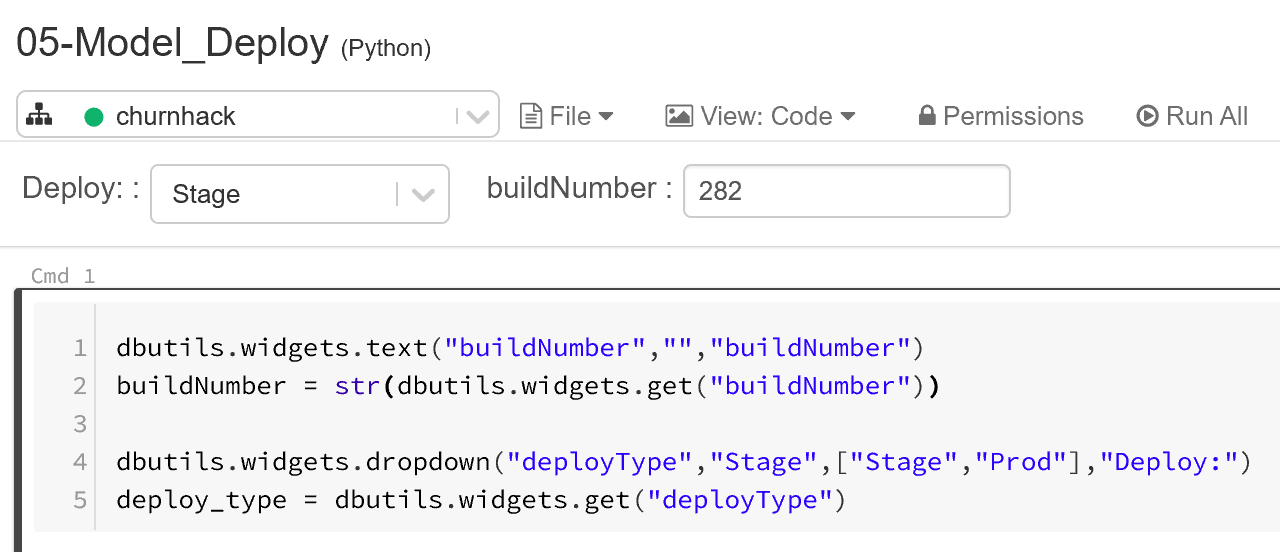 05-Model_Deploy (Python)
churnhack File View: Code Permissions Run All
Deploy: : Stage buildNumber : 282
Cmd 1
1 dbutils.widgets.text("buildNumber","","buildNumber")
2 buildNumber = str(dbutils.widgets.get("buildNumber"))
3
4 dbutils.widgets.dropdown("deployType","Stage",["Stage","Prod"],"Deploy:")
5 deploy_type = dbutils.widgets.get("deployType")